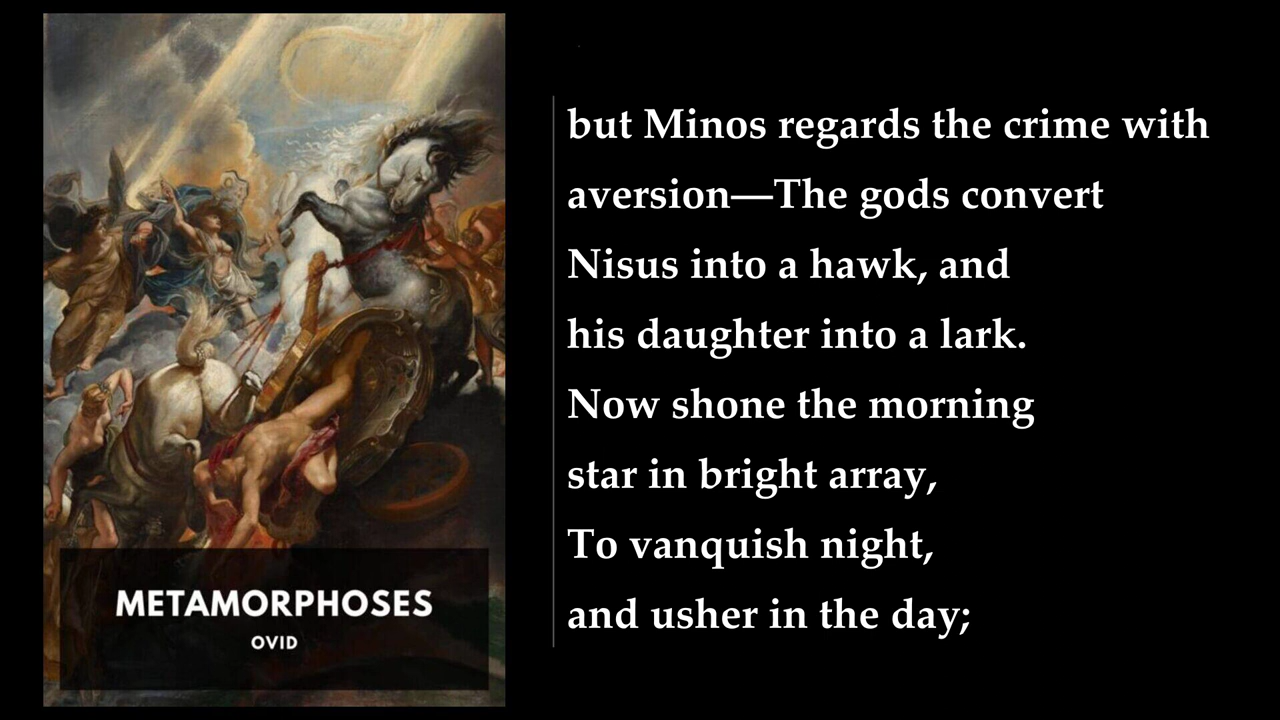 METAMORPHOSES
OVID
but Minos regards the crime with
aversion—The gods convert
Nisus into a hawk, and
his daughter into a lark.
Now shone the morning
star in bright array,
To vanquish night,
and usher in the day;